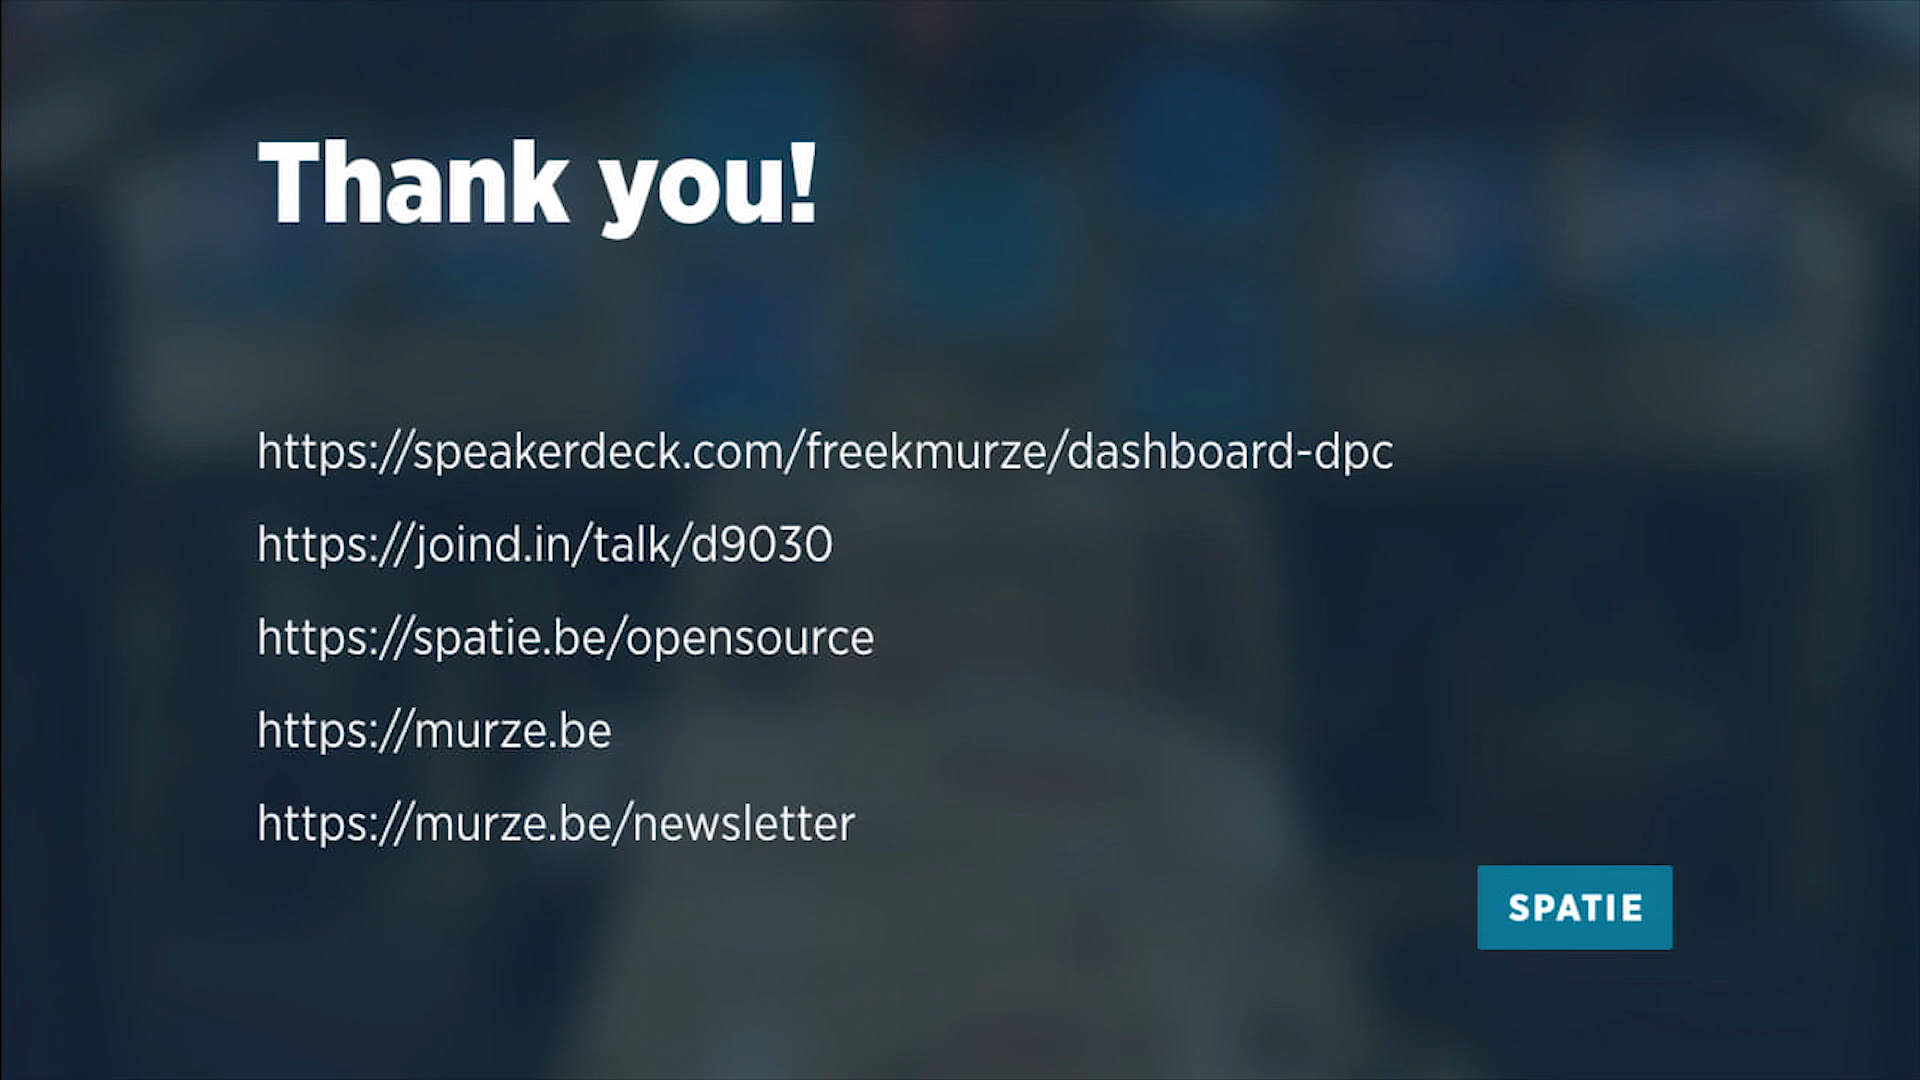 Thank you!
https://speakerdeck.com/freekmurze/dashboard-dpc
https://joind.in/talk/d9030
https://spatie.be/opensource
https://murze.be
https://murze.be/newsletter
SPATIE